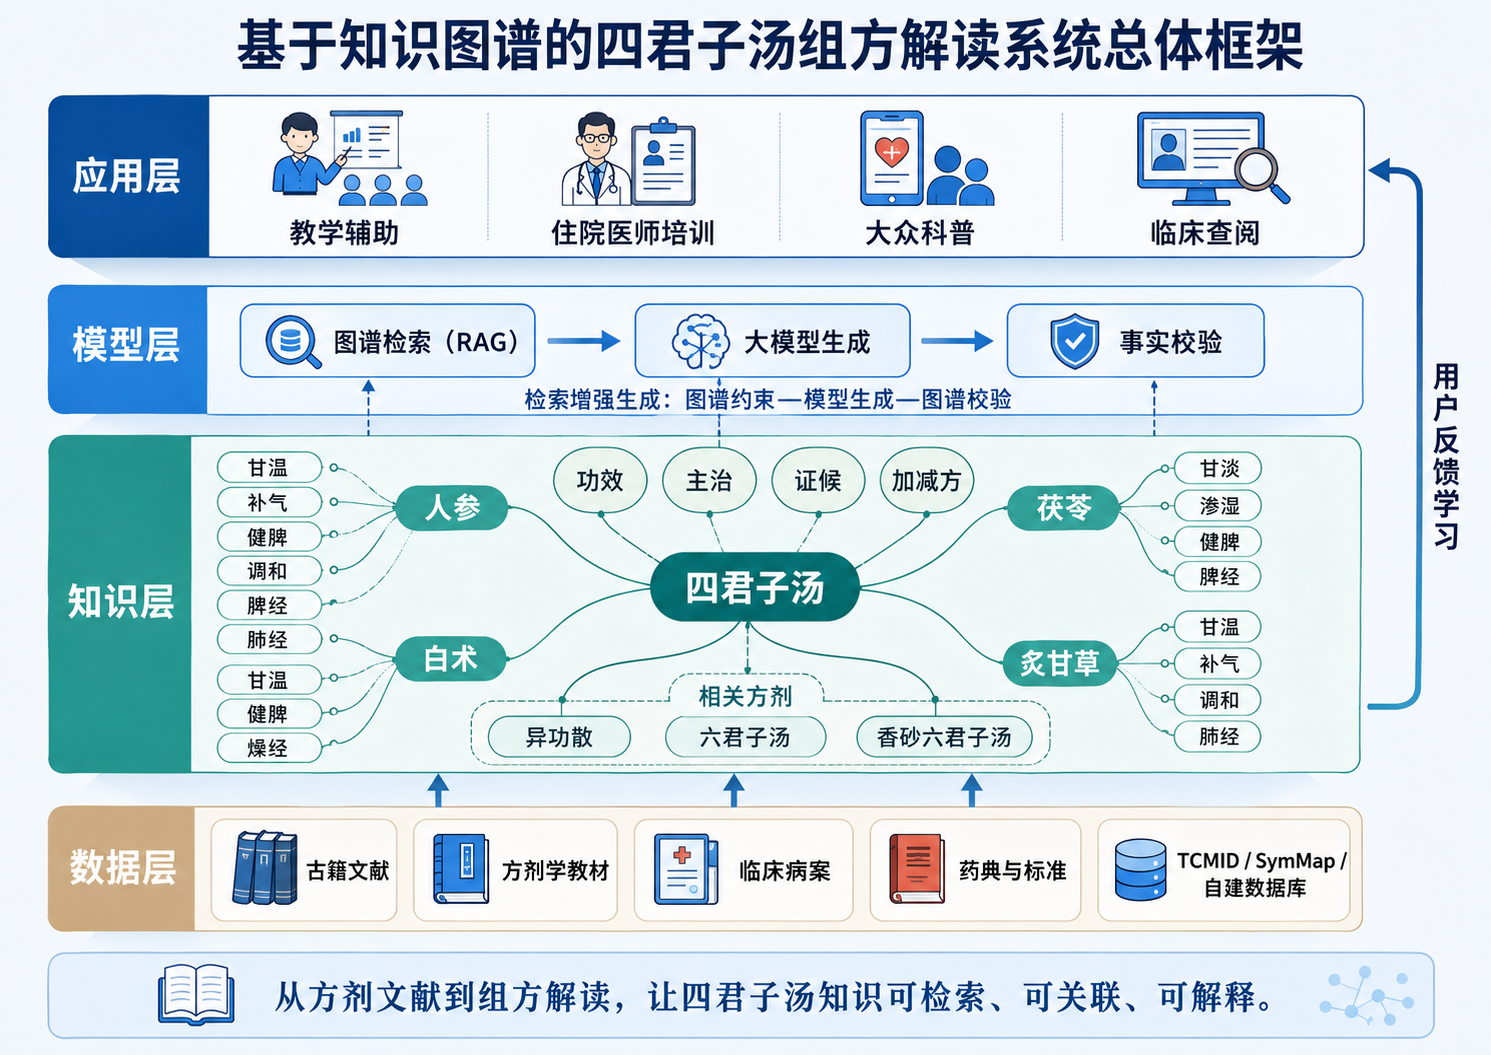 基于知识图谱的四君子汤组方解读系统总体框架
应用层
教学辅助
住院医师培训
大众科普
临床查阅
模型层
图谱检索（RAG）
大模型生成
事实校验
检索增强生成：图谱约束—模型生成—图谱校验
用户反馈学习
知识层
甘温
补气
健脾
调和
脾经
肺经
甘温
健脾
燥经
人参
白术
功效
主治
证候
加减方
四君子汤
相关方剂
异功散
六君子汤
香砂六君子汤
茯苓
炙甘草
甘淡
渗湿
健脾
脾经
甘温
补气
调和
肺经
数据层
古籍文献
方剂学教材
临床病案
药典与标准
TCMID / SymMap /
自建数据库
从方剂文献到组方解读，让四君子汤知识可检索、可关联、可解释。